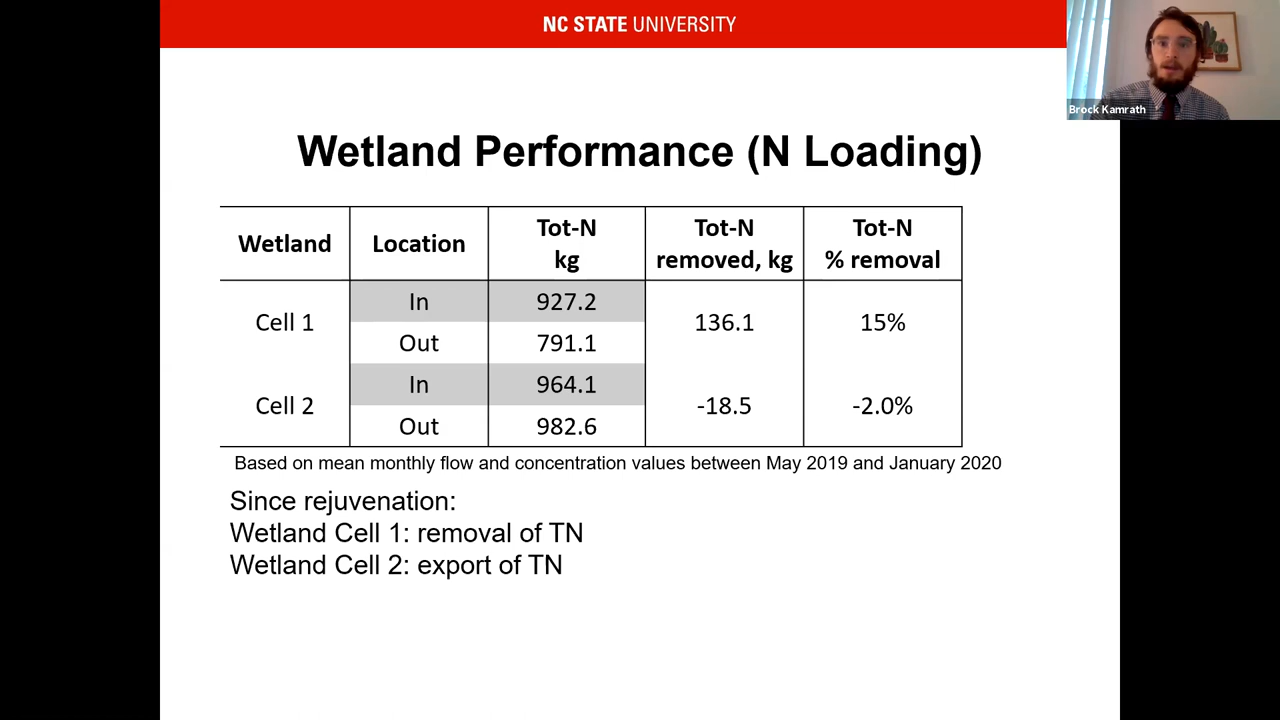 NC STATE UNIVERSITY
Brock Kamrath
Wetland Performance (N Loading)
Wetland Location Tot-N kg Tot-N removed, kg Tot-N % removal
Cell 1 In 927.2 136.1 15%
Out 791.1
Cell 2 In 964.1 -18.5 -2.0%
Out 982.6
Based on mean monthly flow and concentration values between May 2019 and January 2020
Since rejuvenation:
Wetland Cell 1: removal of TN
Wetland Cell 2: export of TN